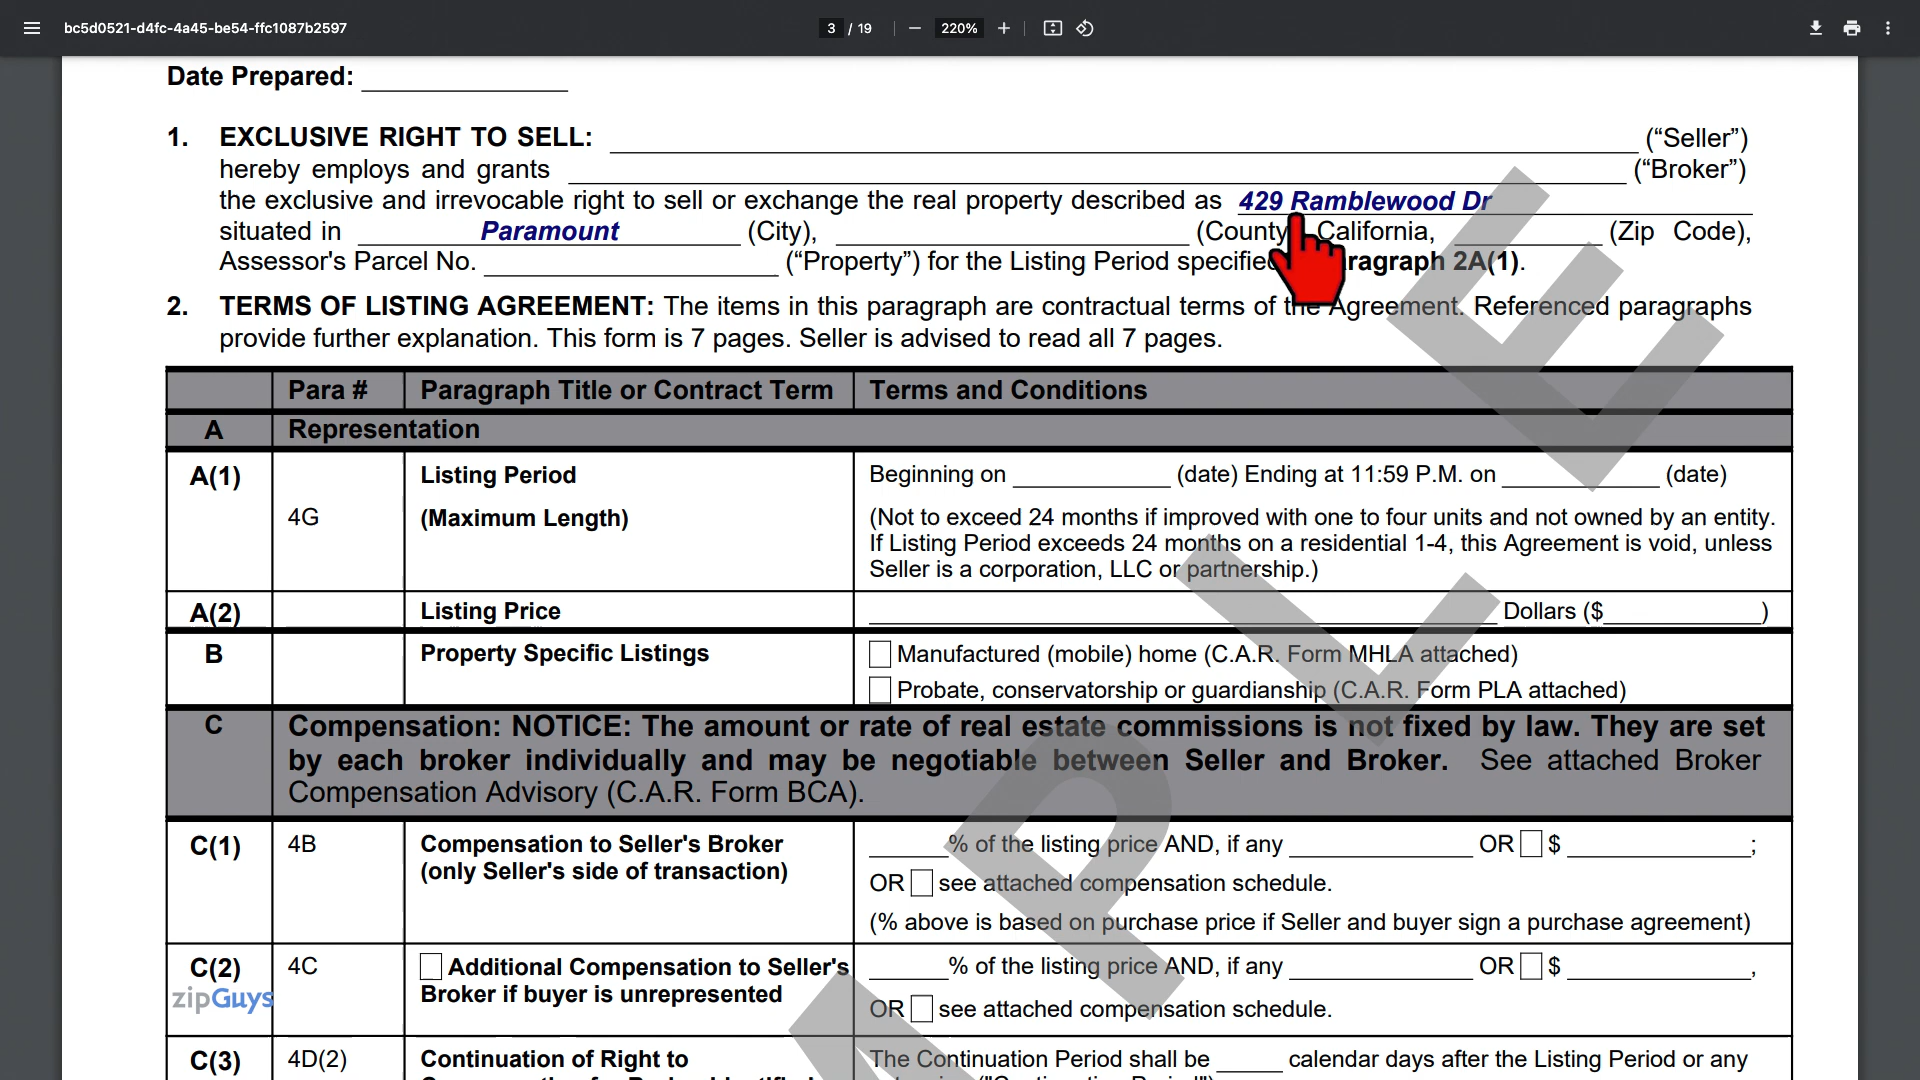 bc5d0521-d4fc-4a45-be54-ffc1087b2597 3 / 19 220%
Date Prepared:
1. EXCLUSIVE RIGHT TO SELL: (“Seller”)
hereby employs and grants (“Broker”)
the exclusive and irrevocable right to sell or exchange the real property described as 429 Ramblewood Dr
situated in Paramount (City), (County California, (Zip Code),
Assessor's Parcel No. (“Property”) for the Listing Period specified ragraph 2A(1).
2. TERMS OF LISTING AGREEMENT: The items in this paragraph are contractual terms of the Agreement. Referenced paragraphs
provide further explanation. This form is 7 pages. Seller is advised to read all 7 pages.
Para # Paragraph Title or Contract Term Terms and Conditions
A Representation
A(1) Listing Period Beginning on (date) Ending at 11:59 P.M. on (date)
4G (Maximum Length) (Not to exceed 24 months if improved with one to four units and not owned by an entity.
If Listing Period exceeds 24 months on a residential 1-4, this Agreement is void, unless
Seller is a corporation, LLC or partnership.)
A(2) Listing Price Dollars ($ )
B Property Specific Listings Manufactured (mobile) home (C.A.R. Form MHLA attached)
Probate, conservatorship or guardianship (C.A.R. Form PLA attached)
C Compensation: NOTICE: The amount or rate of real estate commissions is not fixed by law. They are set
by each broker individually and may be negotiable between Seller and Broker. See attached Broker
Compensation Advisory (C.A.R. Form BCA).
C(1) 4B Compensation to Seller's Broker % of the listing price AND, if any OR $ ;
(only Seller's side of transaction) OR see attached compensation schedule.
(% above is based on purchase price if Seller and buyer sign a purchase agreement)
C(2) 4C Additional Compensation to Seller's % of the listing price AND, if any OR $ ,
Broker if buyer is unrepresented OR see attached compensation schedule.
zipGuys
C(3) 4D(2) Continuation of Right to The Continuation Period shall be calendar days after the Listing Period or any